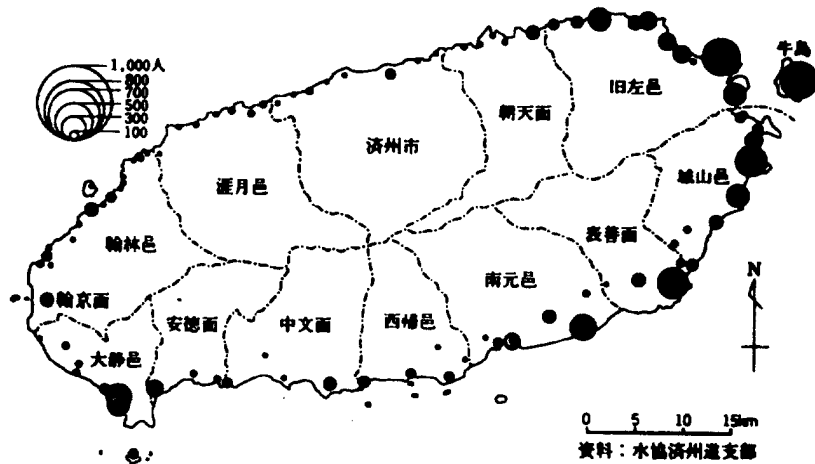 1,000人
800
700
500
300
100
牛島
旧左邑
朝天面
済州市
涯月邑
城山邑
翰林邑
表善面
南元邑
翰京面
安徳面
中文面
西帰邑
大静邑
N
0 5 10 15km
資料：水協済州道支部